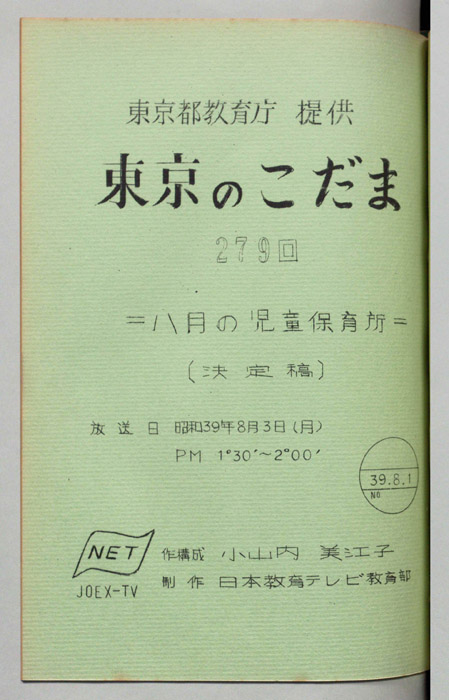 東京都教育庁 提供
東京のこだま
279回
=八月の児童保育所=
〔決定稿〕
放送日 昭和39年8月3日(月)
PM 1°30′~2°00′
39.8.1
No
NET
JOEX-TV
作構成 小山内 美江子
制作 日本教育テレビ教育部